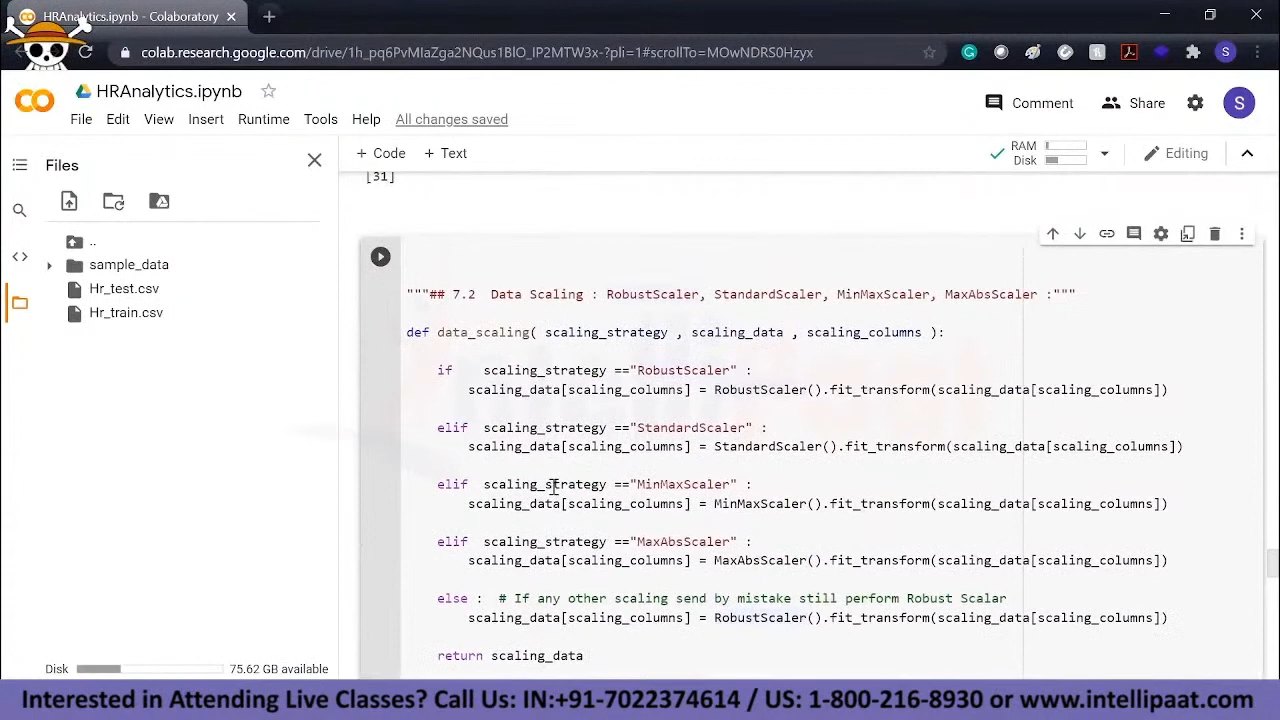 HRAnalytics.ipynb - Colaboratory
colab.research.google.com/drive/1h_pq6PvMIaZga2NQus1BIO_IP2MTW3x-?pli=1#scrollTo=MOwNDRS0Hzyx
S
CO
HRAnalytics.ipynb
File Edit View Insert Runtime Tools Help All changes saved
Comment Share S
Files
+ Code + Text
RAM
Disk
Editing
..
sample_data
Hr_test.csv
Hr_train.csv
[31]
"""## 7.2 Data Scaling : RobustScaler, StandardScaler, MinMaxScaler, MaxAbsScaler :"""
def data_scaling( scaling_strategy , scaling_data , scaling_columns ):
if scaling_strategy =="RobustScaler" :
scaling_data[scaling_columns] = RobustScaler().fit_transform(scaling_data[scaling_columns])
elif scaling_strategy =="StandardScaler" :
scaling_data[scaling_columns] = StandardScaler().fit_transform(scaling_data[scaling_columns])
elif scaling_strategy =="MinMaxScaler" :
scaling_data[scaling_columns] = MinMaxScaler().fit_transform(scaling_data[scaling_columns])
elif scaling_strategy =="MaxAbsScaler" :
scaling_data[scaling_columns] = MaxAbsScaler().fit_transform(scaling_data[scaling_columns])
else : # If any other scaling send by mistake still perform Robust Scalar
scaling_data[scaling_columns] = RobustScaler().fit_transform(scaling_data[scaling_columns])
return scaling_data
Disk 75.62 GB available
Interested in Attending Live Classes? Call Us: IN:+91-7022374614 / US: 1-800-216-8930 or www.intellipaat.com